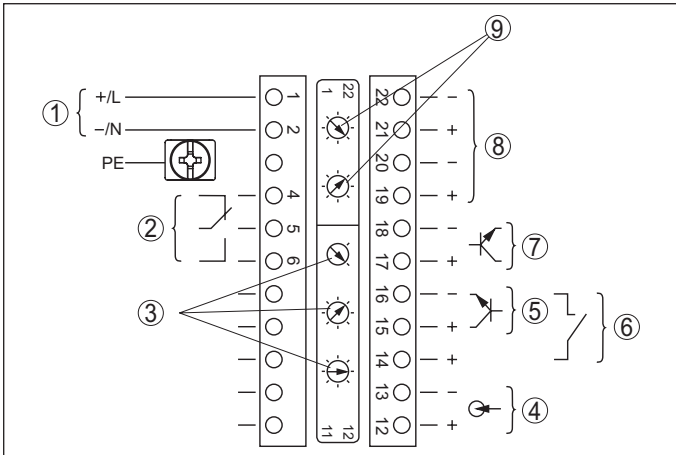 ⑨
① +/L 1 1 22 22 −
−/N 2 21 + ⑧
PE 20 −
② 4 19 +
5 18 − ⑦
6 17 +
③ 16 − ⑤ ⑥
15 +
14 +
13 − ④
11 12 12 +